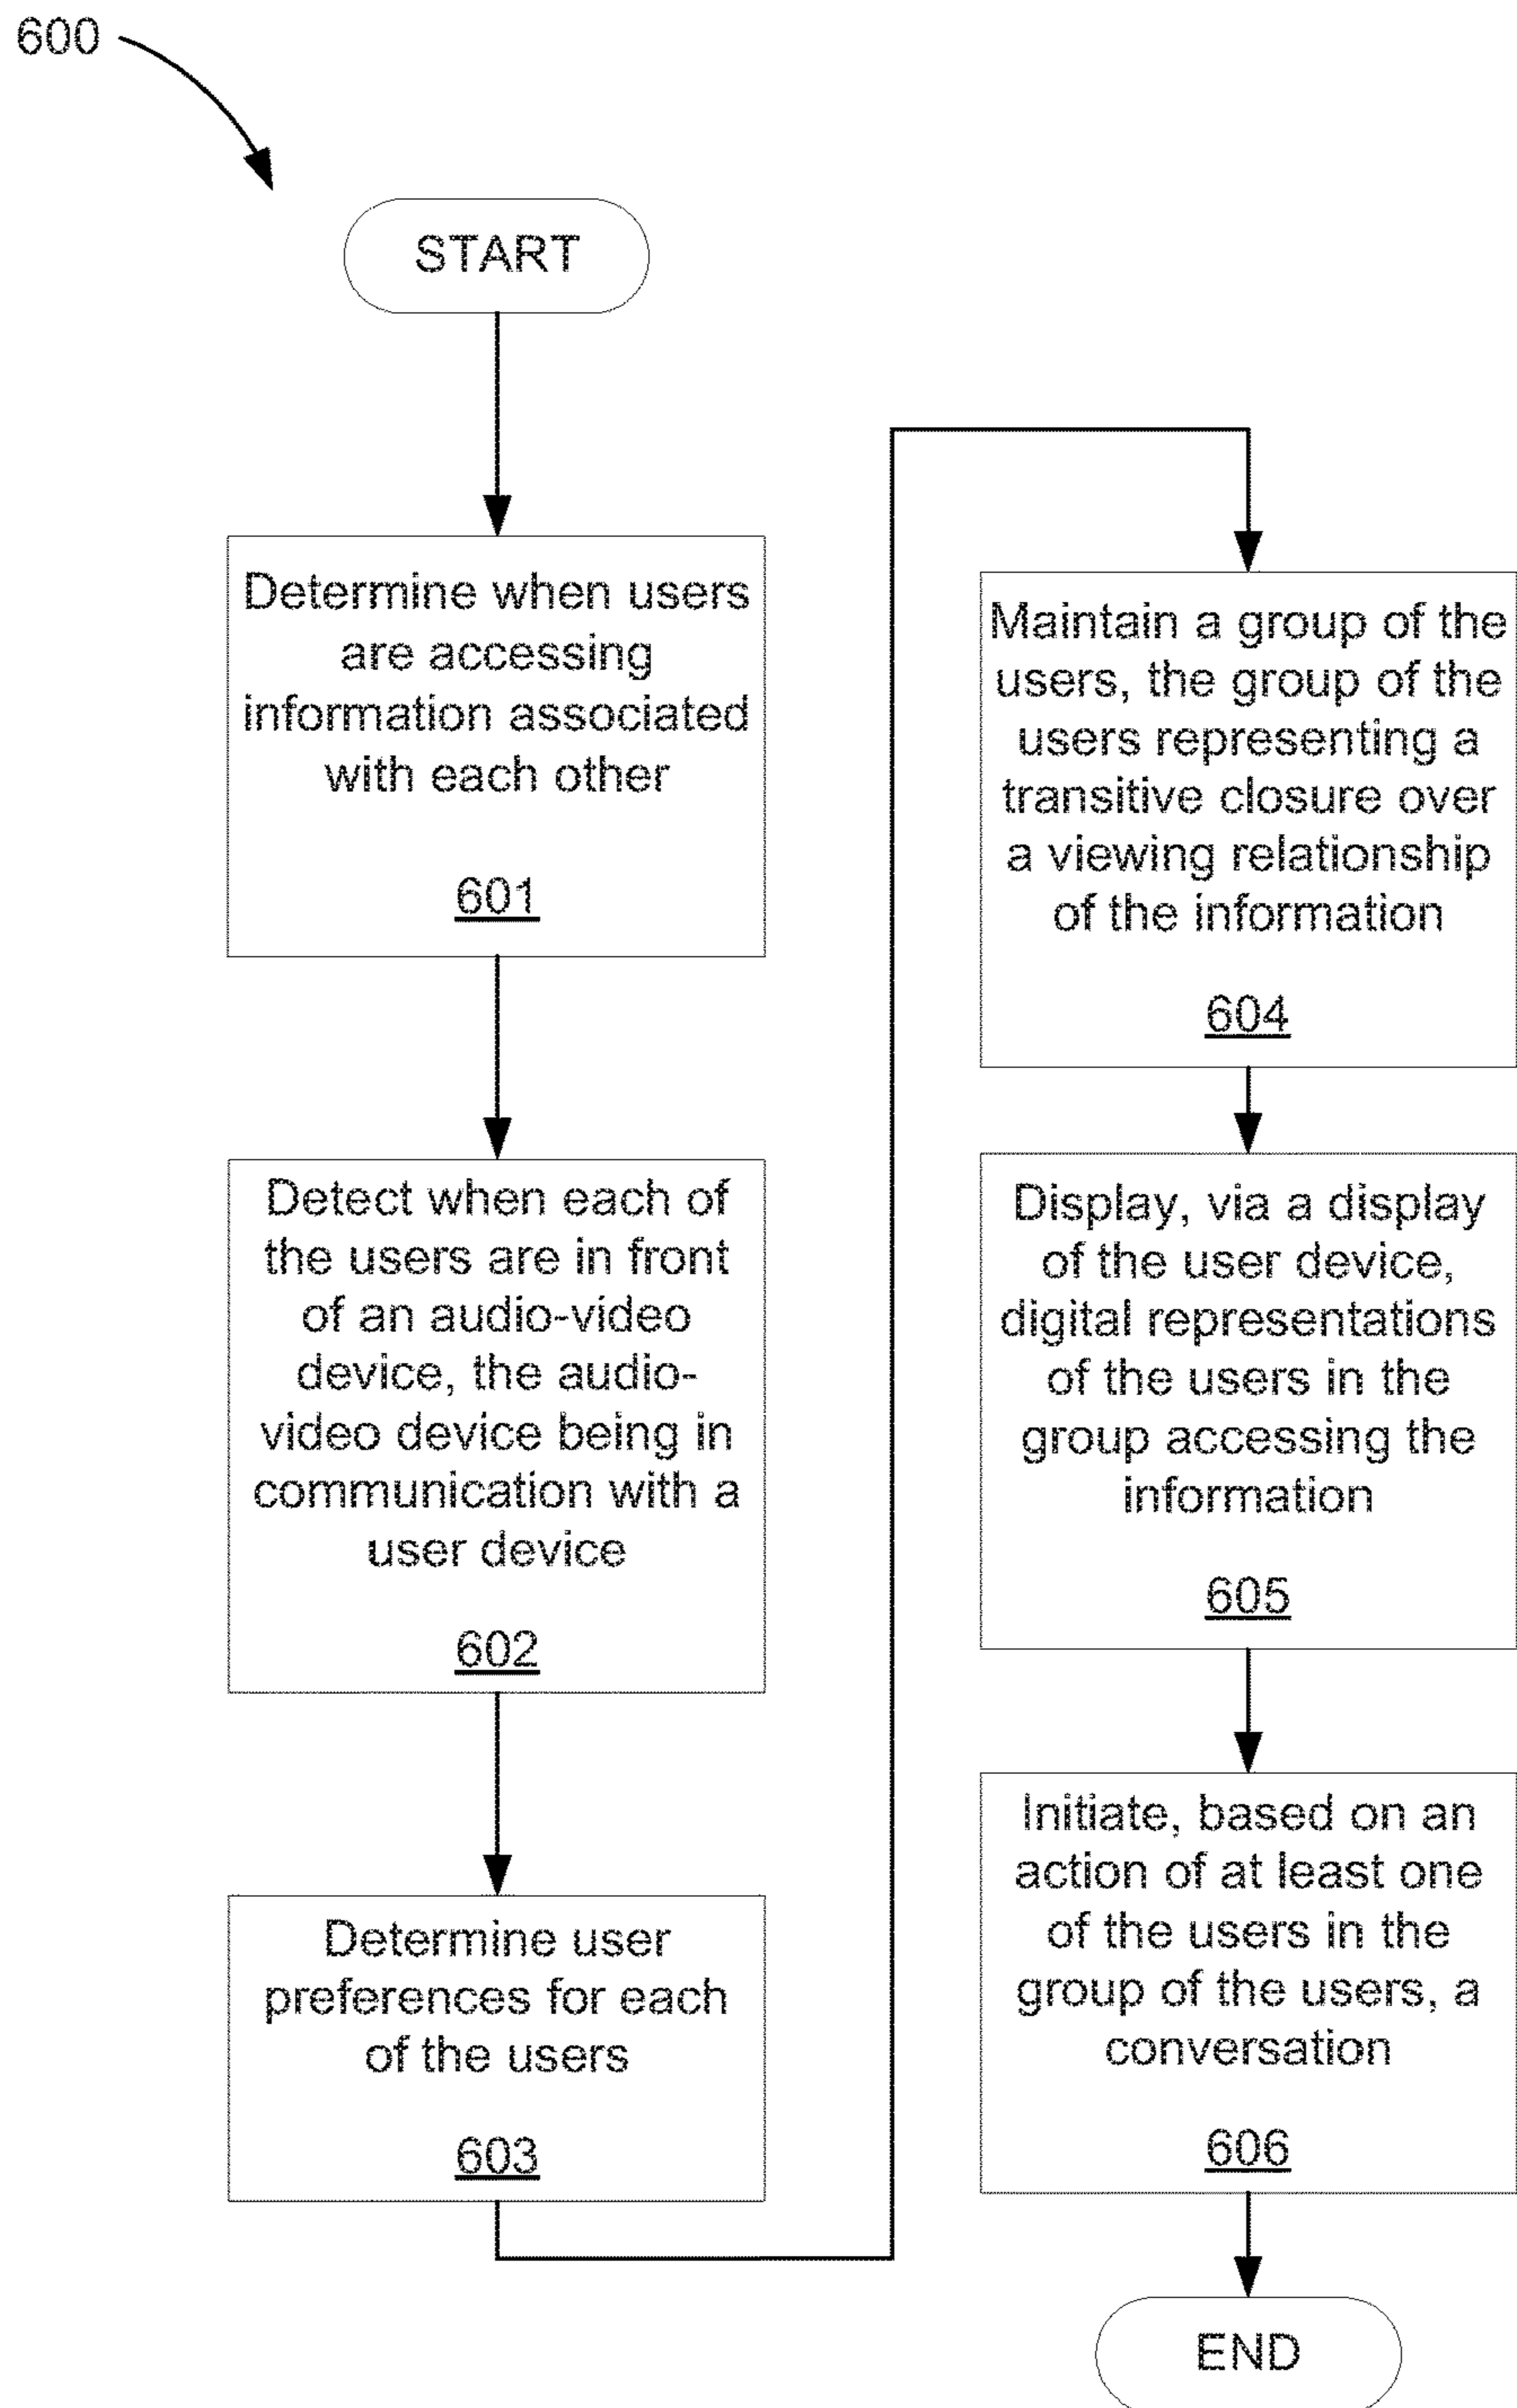 600
START
Determine when users
are accessing
information associated
with each other
601
Detect when each of
the users are in front
of an audio-video
device, the audio-
video device being in
communication with a
user device
602
Determine user
preferences for each
of the users
603
Maintain a group of the
users, the group of the
users representing a
transitive closure over
a viewing relationship
of the information
604
Display, via a display
of the user device,
digital representations
of the users in the
group accessing the
information
605
Initiate, based on an
action of at least one
of the users in the
group of the users, a
conversation
606
END